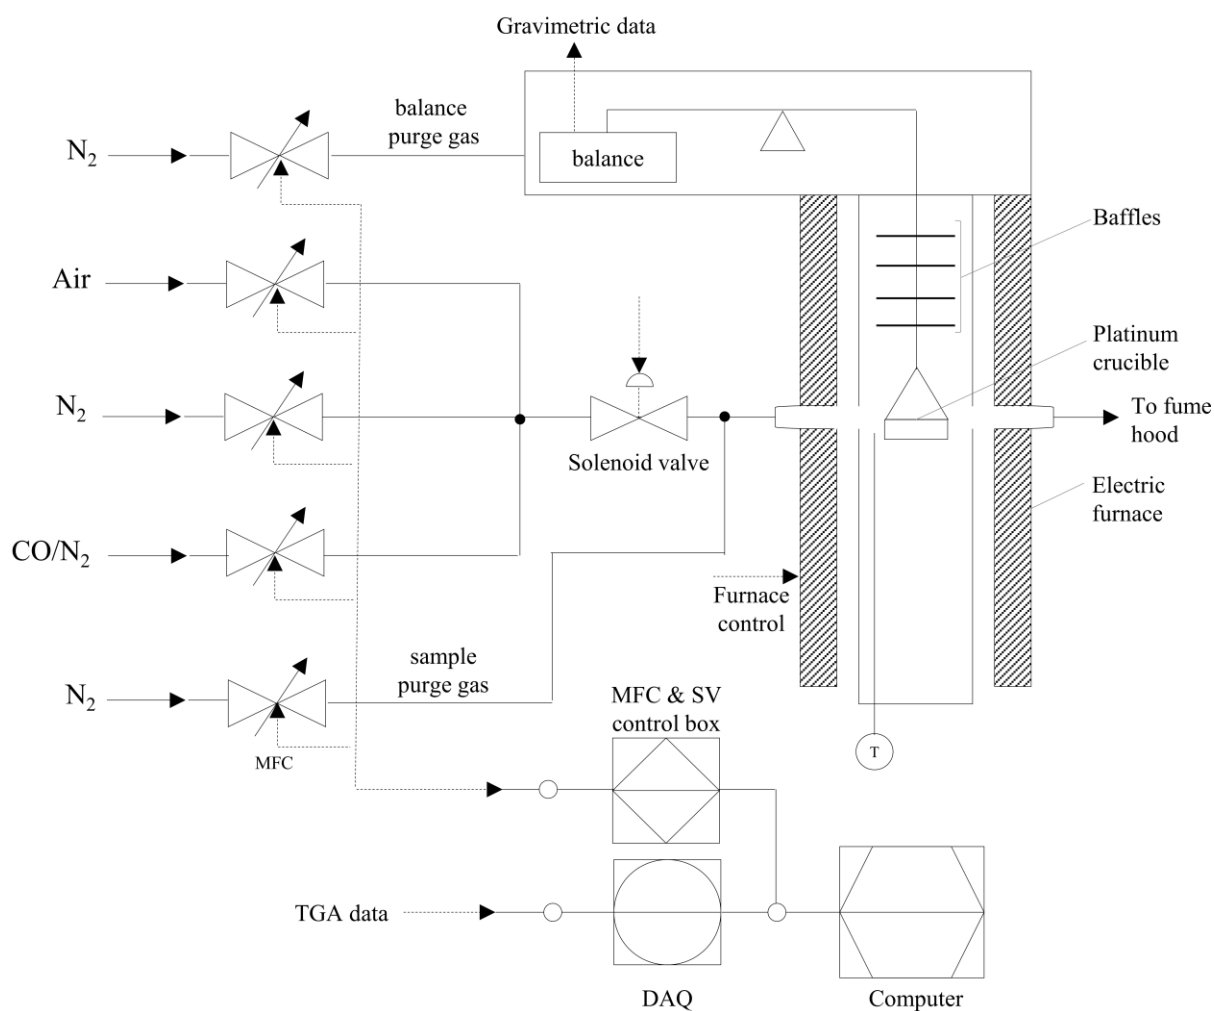 Gravimetric data
balance
purge gas
N₂
balance
Air
Baffles
Platinum
crucible
N₂
To fume
hood
Solenoid valve
Electric
furnace
CO/N₂
Furnace
control
sample
purge gas
N₂
MFC & SV
control box
MFC
T
TGA data
DAQ
Computer